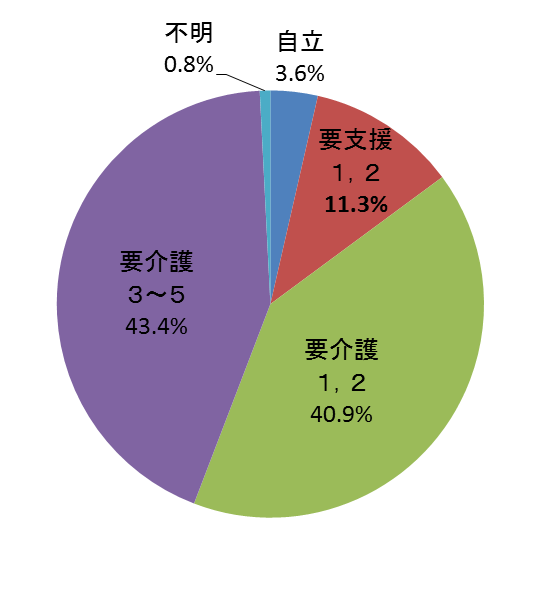 不明
0.8%
自立
3.6%
要支援
１，２
11.3%
要介護
１，２
40.9%
要介護
３～５
43.4%